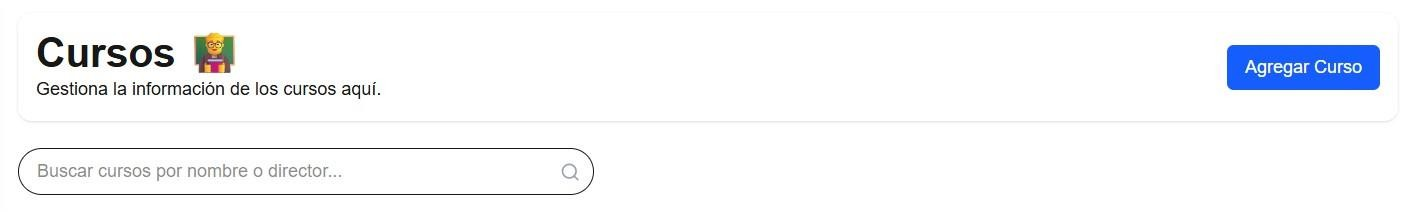 Cursos
Gestiona la información de los cursos aquí.
Agregar Curso
Buscar cursos por nombre o director...